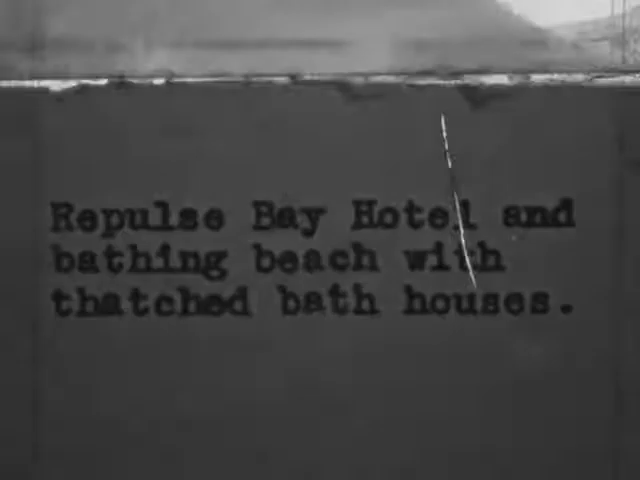 Repulse Bay Hotel and
bathing beach with
thatched bath houses.